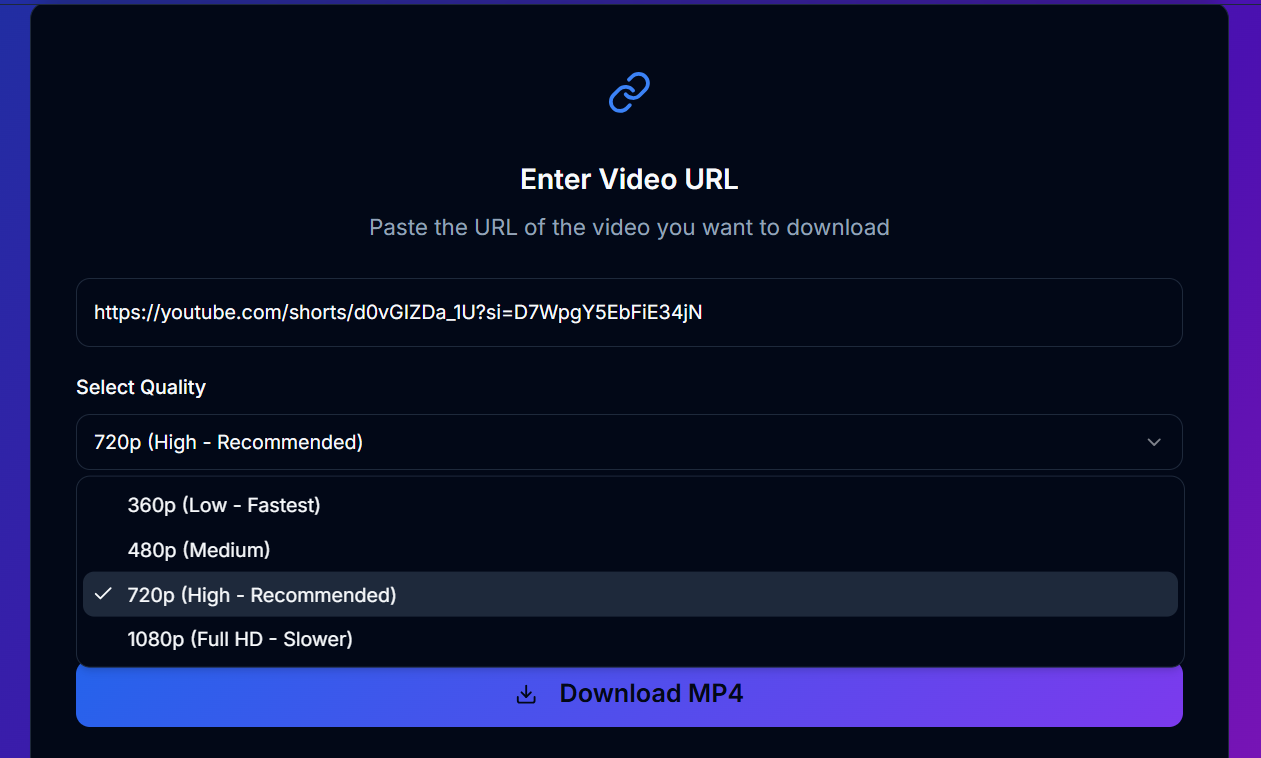 Enter Video URL
Paste the URL of the video you want to download
https://youtube.com/shorts/d0vGIZDa_1U?si=D7WpgY5EbFiE34jN
Select Quality
720p (High - Recommended)
360p (Low - Fastest)
480p (Medium)
720p (High - Recommended)
1080p (Full HD - Slower)
Download MP4